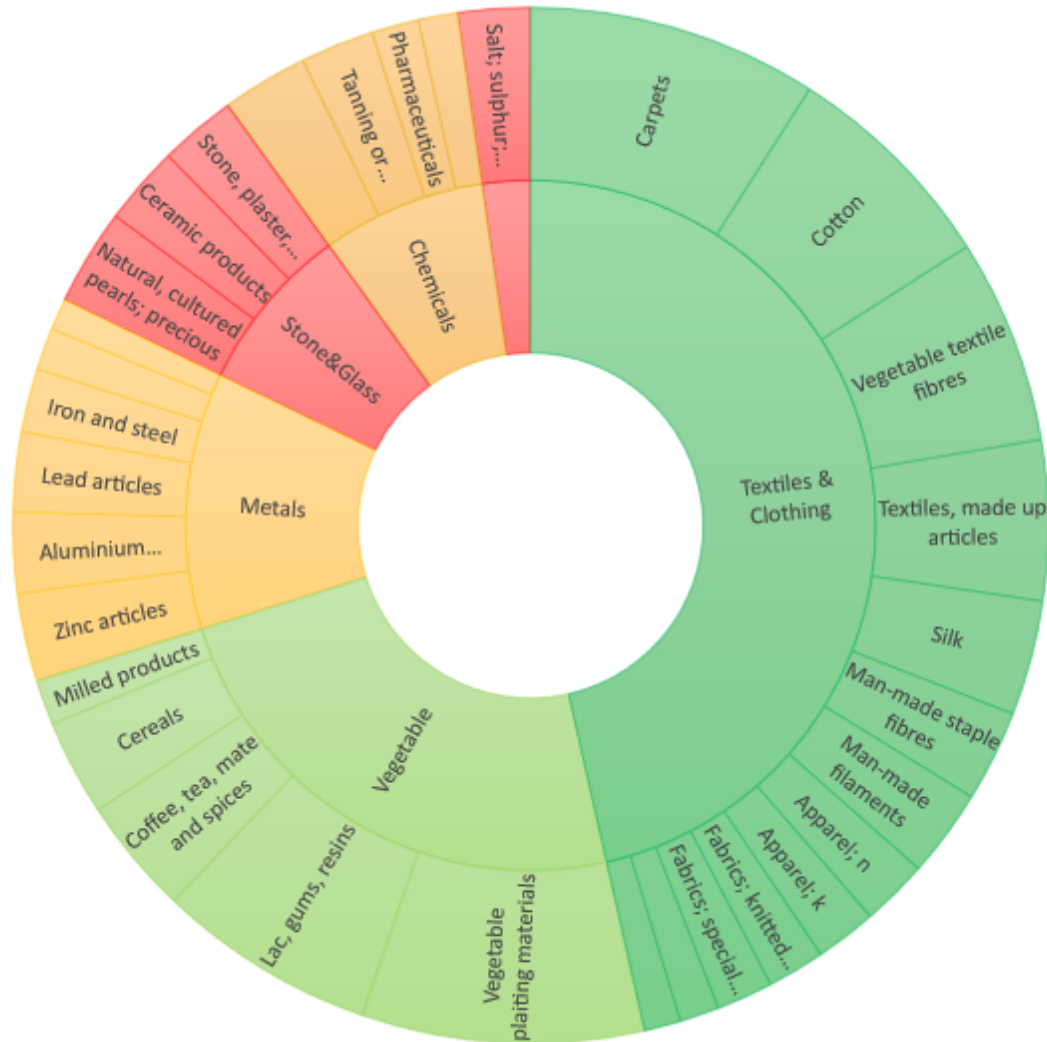 Carpets
Cotton
Vegetable textile
fibres
Textiles, made up
articles
Silk
Man-made staple
fibres
Man-made
filaments
Apparel; n
Apparel; k
Fabrics; knitted...
Fabrics; special...
Textiles &
Clothing
Vegetable
plaiting materials
Lac, gums, resins
Coffee, tea, mate
and spices
Cereals
Milled products
Vegetable
Zinc articles
Aluminium...
Lead articles
Iron and steel
Metals
Natural, cultured
pearls; precious
Ceramic products
Stone, plaster,...
Stone&Glass
Tanning or...
Pharmaceuticals
Chemicals
Salt; sulphur;...